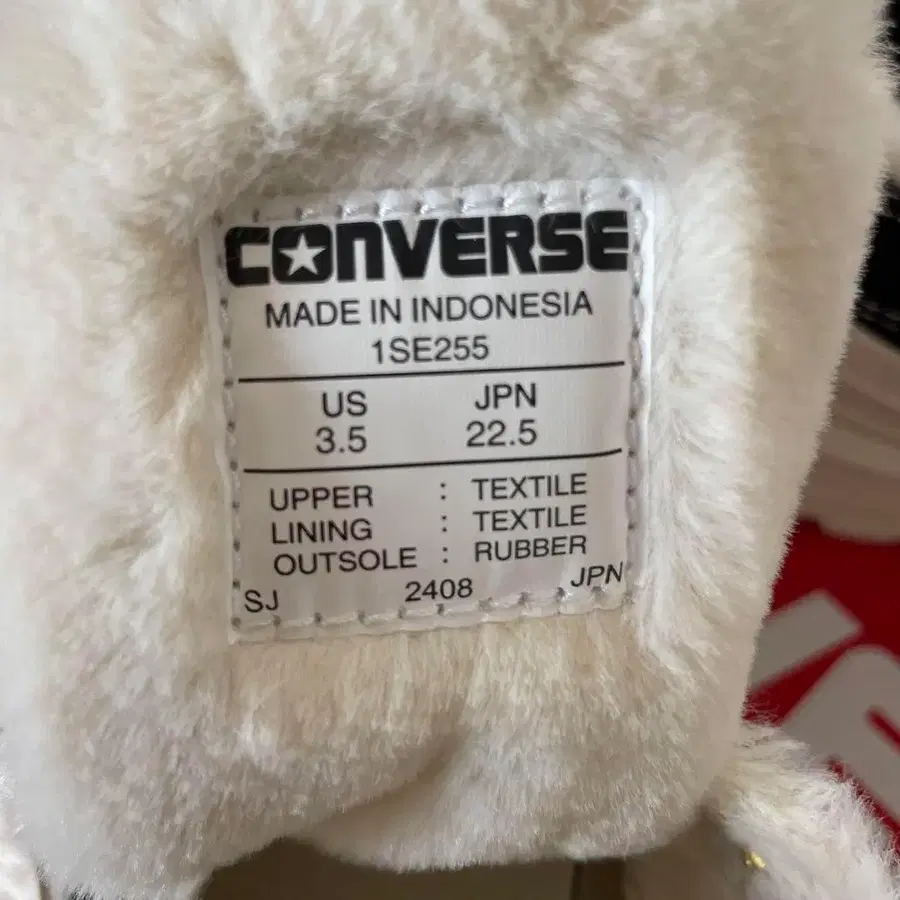 CONVERSE
MADE IN INDONESIA
1SE255
US JPN
3.5 22.5
UPPER : TEXTILE
LINING : TEXTILE
OUTSOLE : RUBBER
SJ 2408 JPN